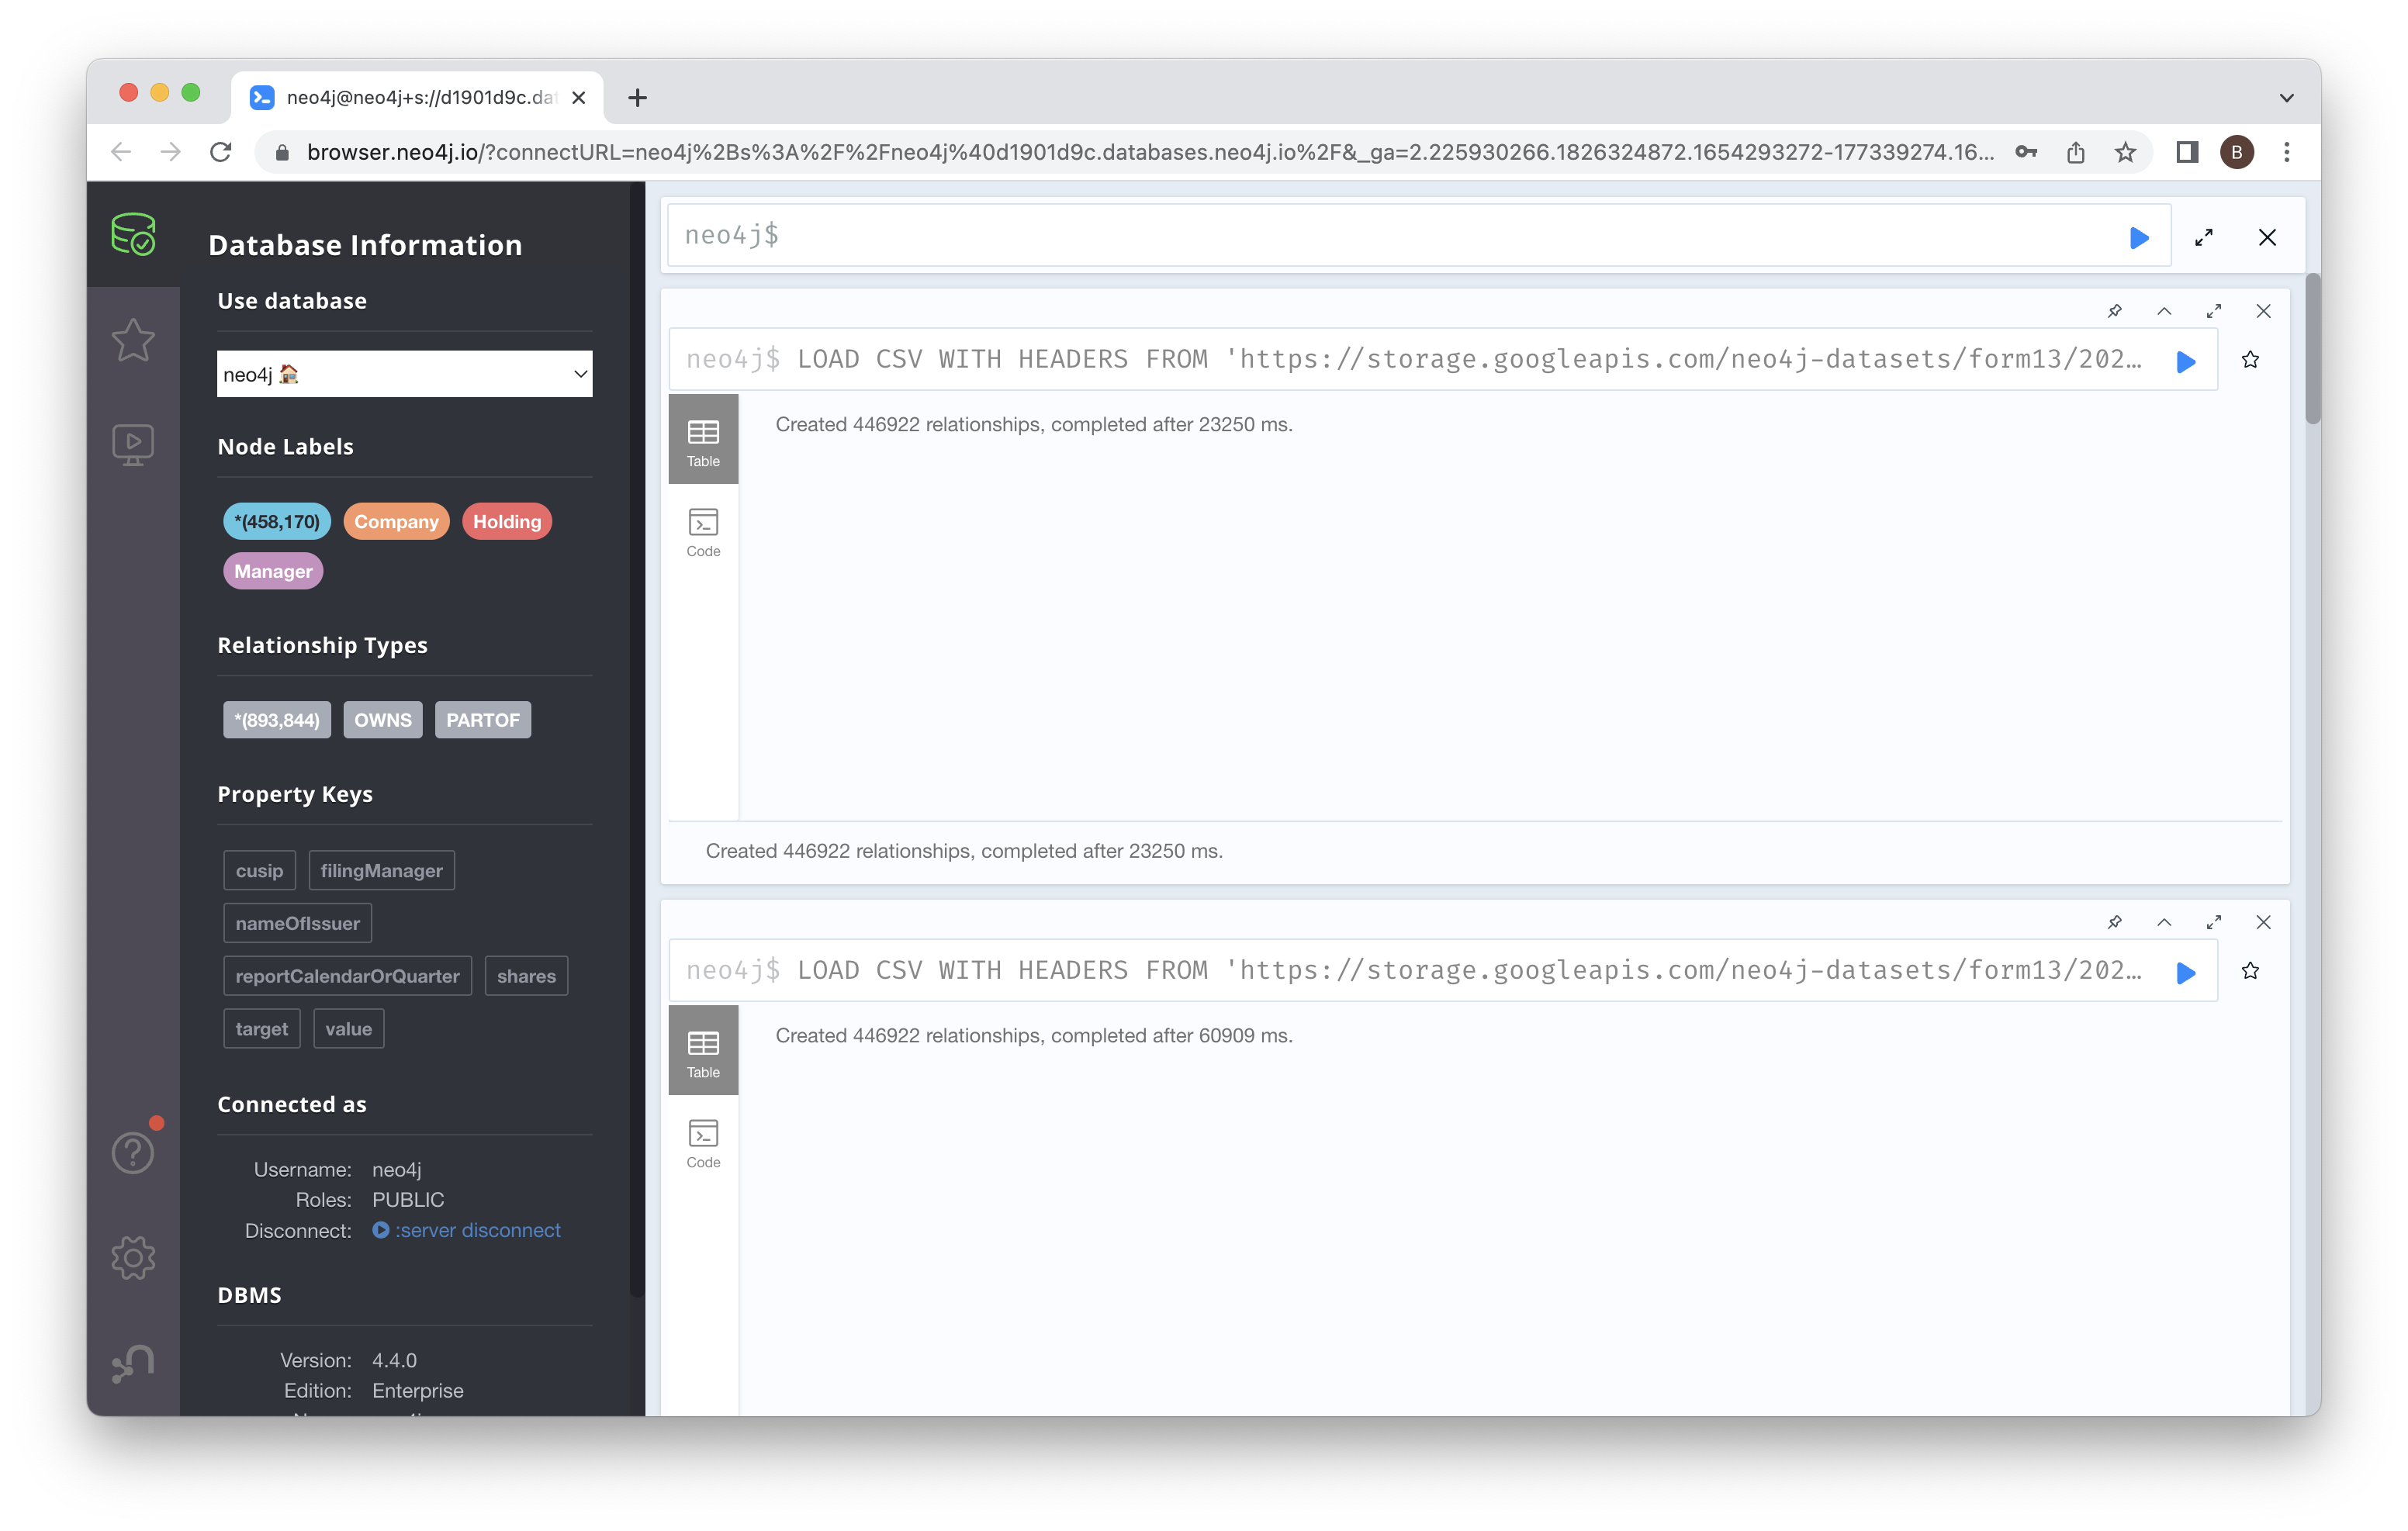 neo4j@neo4j+s://d1901d9c.dat
browser.neo4j.io/?connectURL=neo4j%2Bs%3A%2F%2Fneo4j%40d1901d9c.databases.neo4j.io%2F&_ga=2.225930266.1826324872.1654293272-177339274.16...
B
Database Information
Use database
neo4j
Node Labels
*(458,170) Company Holding
Manager
Relationship Types
*(893,844) OWNS PARTOF
Property Keys
cusip filingManager
nameOfIssuer
reportCalendarOrQuarter shares
target value
Connected as
Username: neo4j
Roles: PUBLIC
Disconnect: :server disconnect
DBMS
Version: 4.4.0
Edition: Enterprise
neo4j$
neo4j$ LOAD CSV WITH HEADERS FROM 'https://storage.googleapis.com/neo4j-datasets/form13/202...
Table
Created 446922 relationships, completed after 23250 ms.
Code
Created 446922 relationships, completed after 23250 ms.
neo4j$ LOAD CSV WITH HEADERS FROM 'https://storage.googleapis.com/neo4j-datasets/form13/202...
Table
Created 446922 relationships, completed after 60909 ms.
Code